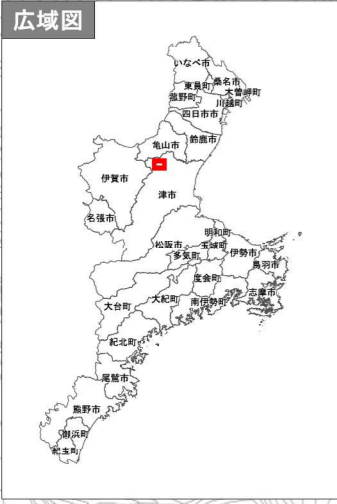 広域図
いなべ市
桑名市
東員町
木曽岬町
菰野町
川越町
四日市市
鈴鹿市
亀山市
伊賀市
津市
名張市
明和町
松阪市
玉城町
伊勢市
多気町
鳥羽市
度会町
志摩市
大紀町
南伊勢町
大台町
紀北町
尾鷲市
熊野市
御浜町
紀宝町